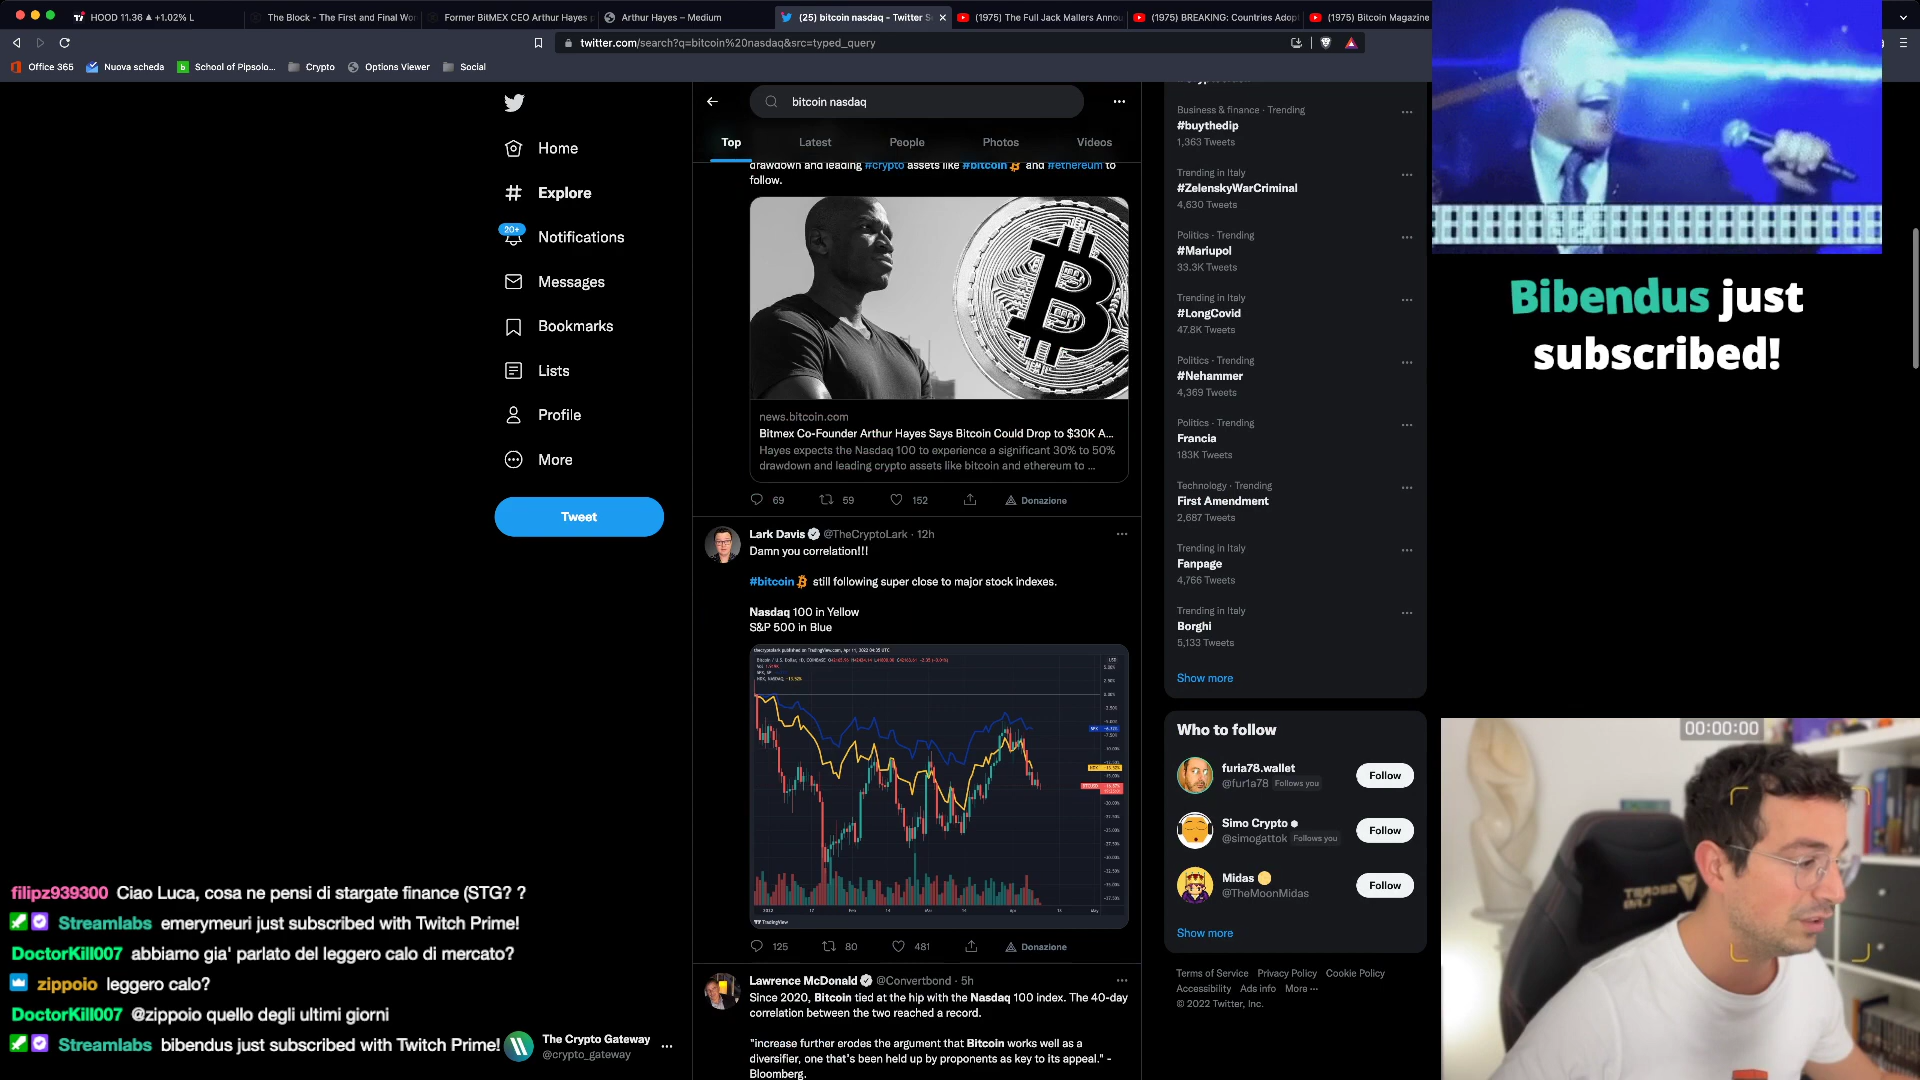 HOOD 11.36 ▲ +1.02% L
The Block - The First and Final Wor
Former BitMEX CEO Arthur Hayes p
Arthur Hayes – Medium
(25) bitcoin nasdaq - Twitter S
(1975) The Full Jack Mallers Annou
(1975) BREAKING: Countries Adopt
(1975) Bitcoin Magazine
twitter.com/search?q=bitcoin%20nasdaq&src=typed_query
Office 365
Nuova scheda
School of Pipsolo...
Crypto
Options Viewer
Social
Home
Explore
20+
Notifications
Messages
Bookmarks
Lists
Profile
More
Tweet
bitcoin nasdaq
Top
Latest
People
Photos
Videos
drawdown and leading #crypto assets like #bitcoin and #ethereum to
follow.
news.bitcoin.com
Bitmex Co-Founder Arthur Hayes Says Bitcoin Could Drop to $30K A...
Hayes expects the Nasdaq 100 to experience a significant 30% to 50%
drawdown and leading crypto assets like bitcoin and ethereum to ...
69
59
152
Donazione
Lark Davis @TheCryptoLark · 12h
Damn you correlation!!!
#bitcoin still following super close to major stock indexes.
Nasdaq 100 in Yellow
S&P 500 in Blue
thecryptolark published on TradingView.com, Apr 11, 2022 04:35 UTC
TradingView
125
80
481
Donazione
Lawrence McDonald @Convertbond · 5h
Since 2020, Bitcoin tied at the hip with the Nasdaq 100 index. The 40-day
correlation between the two reached a record.
"increase further erodes the argument that Bitcoin works well as a
diversifier, one that's been held up by proponents as key to its appeal." -
Bloomberg.
Business & finance · Trending
#buythedip
1,363 Tweets
Trending in Italy
#ZelenskyWarCriminal
4,630 Tweets
Politics · Trending
#Mariupol
33.3K Tweets
Trending in Italy
#LongCovid
47.8K Tweets
Politics · Trending
#Nehammer
4,369 Tweets
Politics · Trending
Francia
183K Tweets
Technology · Trending
First Amendment
2,687 Tweets
Trending in Italy
Fanpage
4,766 Tweets
Trending in Italy
Borghi
5,133 Tweets
Show more
Who to follow
furia78.wallet
@fur1a78 Follows you
Follow
Simo Crypto
@simogattok Follows you
Follow
Midas
@TheMoonMidas
Follow
Show more
Terms of Service Privacy Policy Cookie Policy
Accessibility Ads info More ···
© 2022 Twitter, Inc.
Bibendus just
subscribed!
00:00:00
filipz939300 Ciao Luca, cosa ne pensi di stargate finance (STG? ?
Streamlabs emerymeuri just subscribed with Twitch Prime!
DoctorKill007 abbiamo gia' parlato del leggero calo di mercato?
zippoio leggero calo?
DoctorKill007 @zippoio quello degli ultimi giorni
Streamlabs bibendus just subscribed with Twitch Prime!
The Crypto Gateway
@crypto_gateway